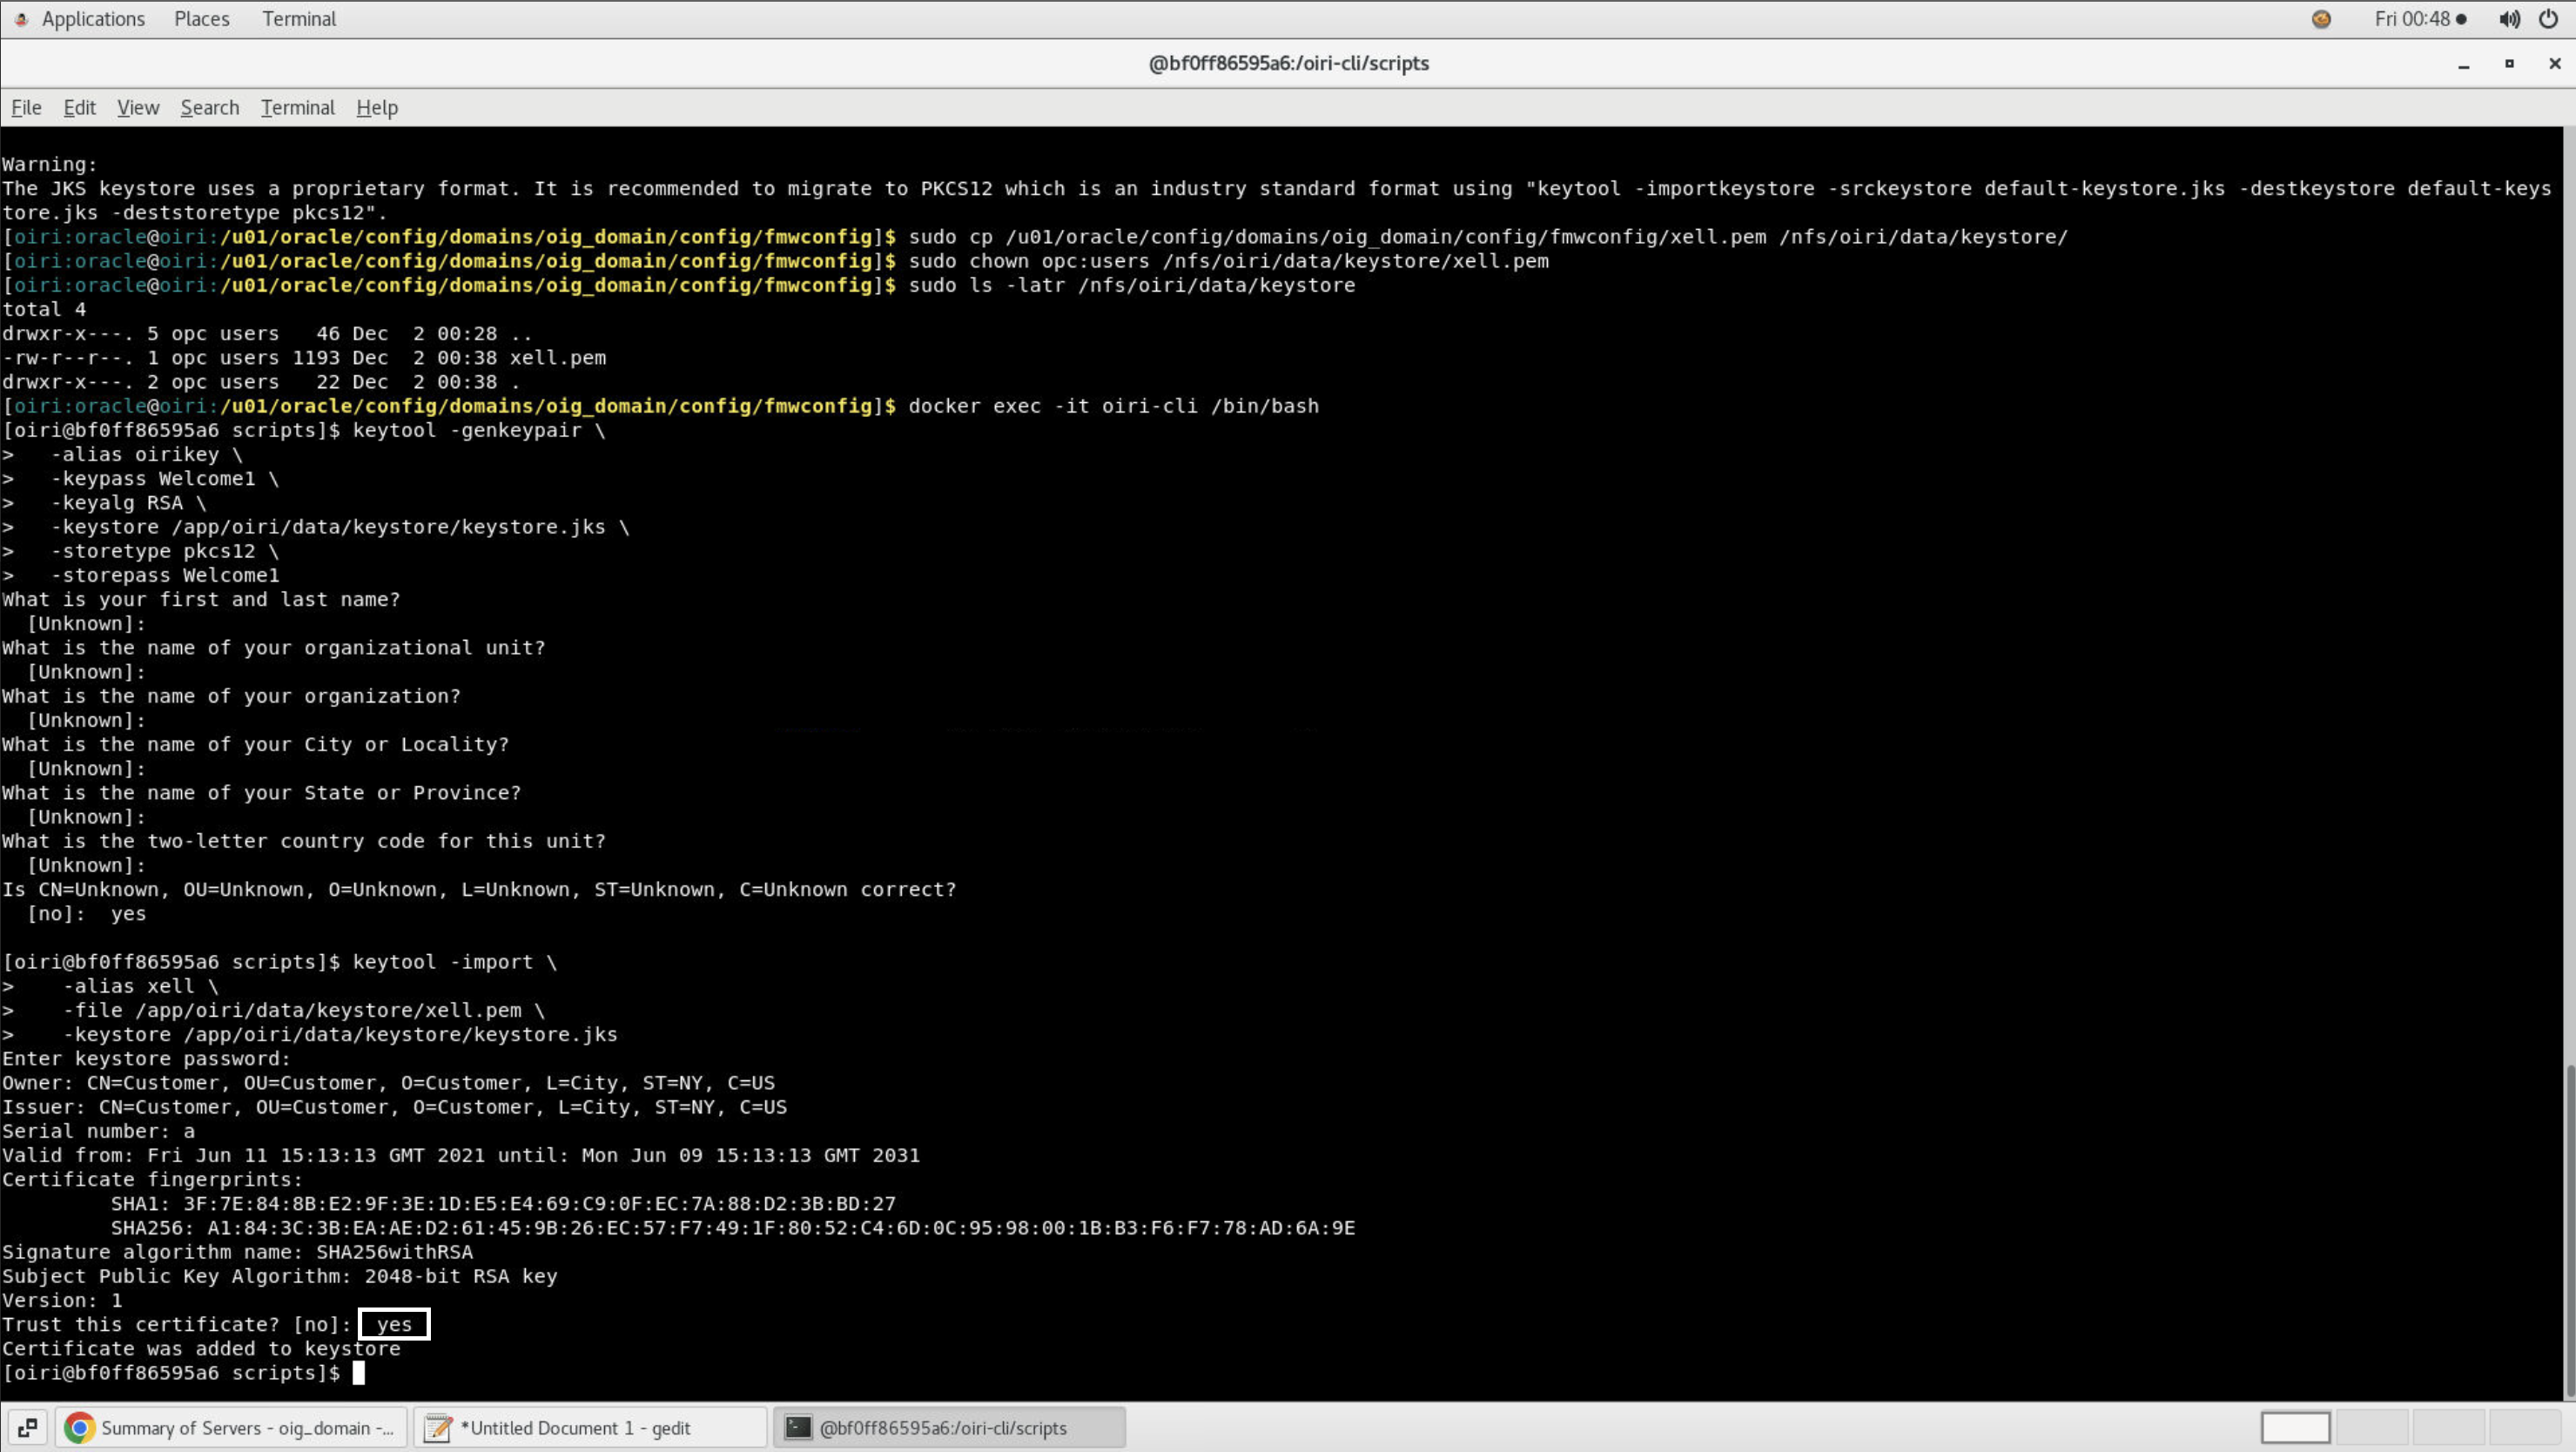 Applications Places Terminal Fri 00:48
@bf0ff86595a6:/oiri-cli/scripts
File Edit View Search Terminal Help
Warning:
The JKS keystore uses a proprietary format. It is recommended to migrate to PKCS12 which is an industry standard format using "keytool -importkeystore -srckeystore default-keystore.jks -destkeystore default-keys
tore.jks -deststoretype pkcs12".
[oiri:oracle@oiri:/u01/oracle/config/domains/oig_domain/config/fmwconfig]$ sudo cp /u01/oracle/config/domains/oig_domain/config/fmwconfig/xell.pem /nfs/oiri/data/keystore/
[oiri:oracle@oiri:/u01/oracle/config/domains/oig_domain/config/fmwconfig]$ sudo chown opc:users /nfs/oiri/data/keystore/xell.pem
[oiri:oracle@oiri:/u01/oracle/config/domains/oig_domain/config/fmwconfig]$ sudo ls -latr /nfs/oiri/data/keystore
total 4
drwxr-x---. 5 opc users   46 Dec  2 00:28 ..
-rw-r--r--. 1 opc users 1193 Dec  2 00:38 xell.pem
drwxr-x---. 2 opc users   22 Dec  2 00:38 .
[oiri:oracle@oiri:/u01/oracle/config/domains/oig_domain/config/fmwconfig]$ docker exec -it oiri-cli /bin/bash
[oiri@bf0ff86595a6 scripts]$ keytool -genkeypair \
>   -alias oirikey \
>   -keypass Welcome1 \
>   -keyalg RSA \
>   -keystore /app/oiri/data/keystore/keystore.jks \
>   -storetype pkcs12 \
>   -storepass Welcome1
What is your first and last name?
  [Unknown]:
What is the name of your organizational unit?
  [Unknown]:
What is the name of your organization?
  [Unknown]:
What is the name of your City or Locality?
  [Unknown]:
What is the name of your State or Province?
  [Unknown]:
What is the two-letter country code for this unit?
  [Unknown]:
Is CN=Unknown, OU=Unknown, O=Unknown, L=Unknown, ST=Unknown, C=Unknown correct?
  [no]:  yes
[oiri@bf0ff86595a6 scripts]$ keytool -import \
>    -alias xell \
>    -file /app/oiri/data/keystore/xell.pem \
>    -keystore /app/oiri/data/keystore/keystore.jks
Enter keystore password:
Owner: CN=Customer, OU=Customer, O=Customer, L=City, ST=NY, C=US
Issuer: CN=Customer, OU=Customer, O=Customer, L=City, ST=NY, C=US
Serial number: a
Valid from: Fri Jun 11 15:13:13 GMT 2021 until: Mon Jun 09 15:13:13 GMT 2031
Certificate fingerprints:
         SHA1: 3F:7E:84:8B:E2:9F:3E:1D:E5:E4:69:C9:0F:EC:7A:88:D2:3B:BD:27
         SHA256: A1:84:3C:3B:EA:AE:D2:61:45:9B:26:EC:57:F7:49:1F:80:52:C4:6D:0C:95:98:00:1B:B3:F6:F7:78:AD:6A:9E
Signature algorithm name: SHA256withRSA
Subject Public Key Algorithm: 2048-bit RSA key
Version: 1
Trust this certificate? [no]:  yes
Certificate was added to keystore
[oiri@bf0ff86595a6 scripts]$
Summary of Servers - oig_domain -... *Untitled Document 1 - gedit @bf0ff86595a6:/oiri-cli/scripts